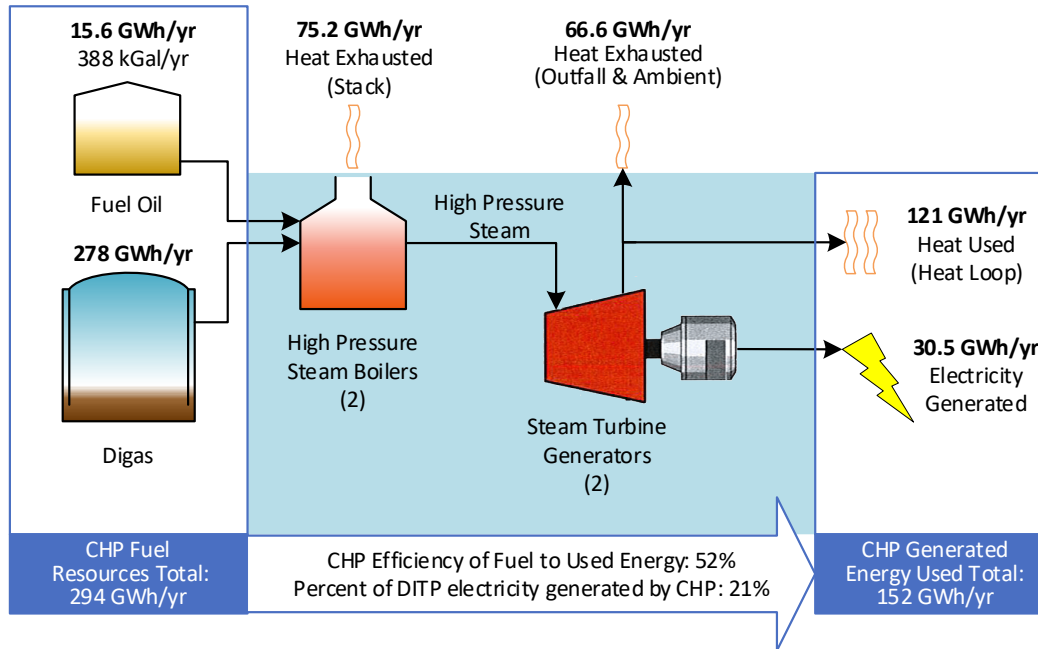 15.6 GWh/yr
388 kGal/yr
Fuel Oil
278 GWh/yr
Digas
CHP Fuel
Resources Total:
294 GWh/yr
75.2 GWh/yr
Heat Exhausted
(Stack)
High Pressure
Steam Boilers
(2)
High Pressure
Steam
66.6 GWh/yr
Heat Exhausted
(Outfall & Ambient)
Steam Turbine
Generators
(2)
121 GWh/yr
Heat Used
(Heat Loop)
30.5 GWh/yr
Electricity
Generated
CHP Efficiency of Fuel to Used Energy: 52%
Percent of DITP electricity generated by CHP: 21%
CHP Generated
Energy Used Total:
152 GWh/yr